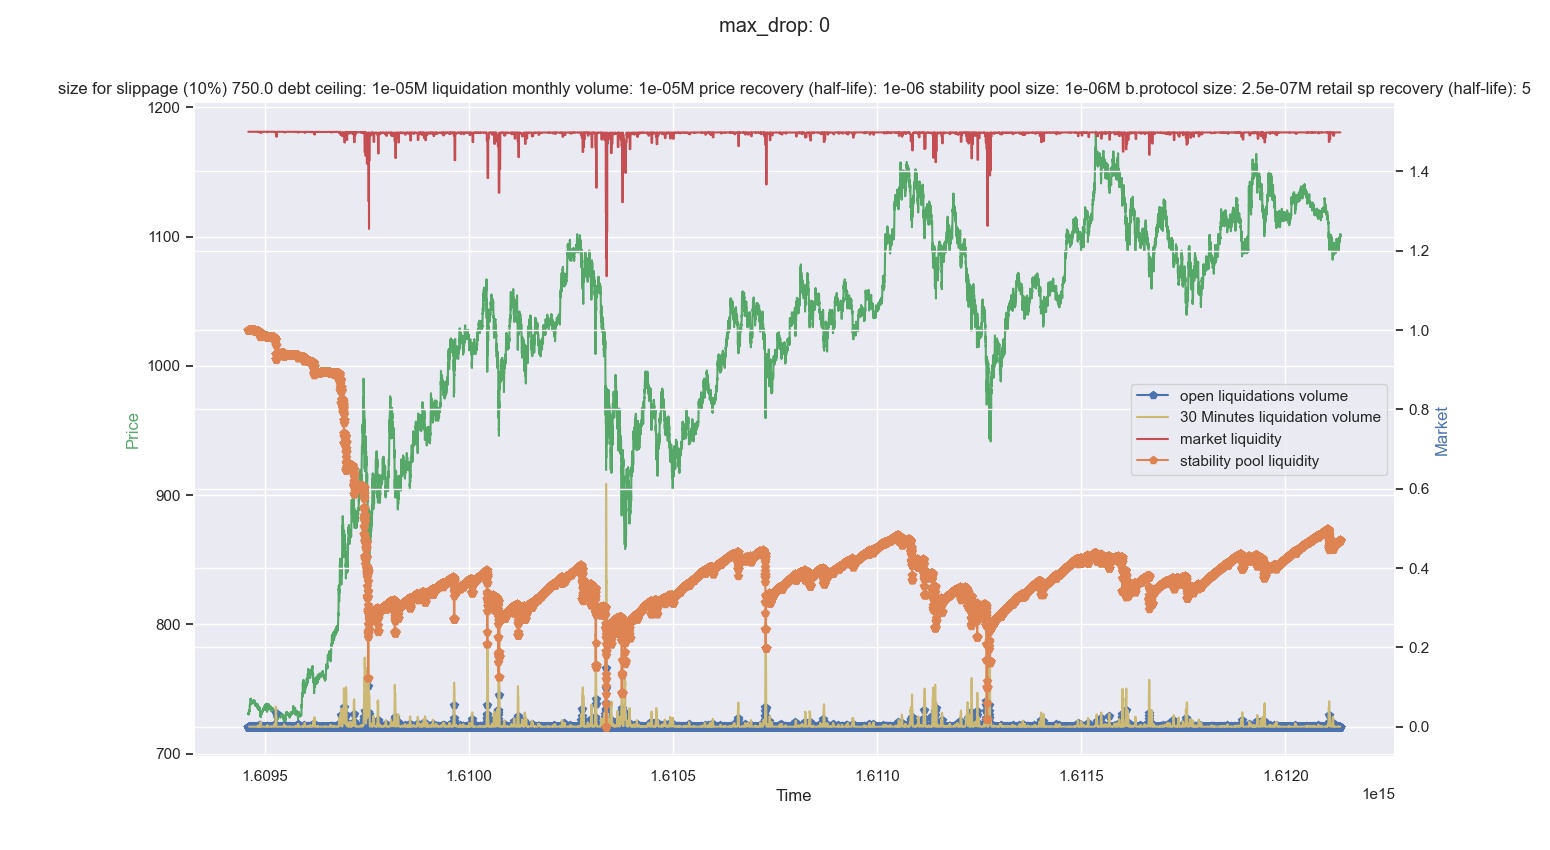 max_drop: 0
size for slippage (10%) 750.0 debt ceiling: 1e-05M liquidation monthly volume: 1e-05M price recovery (half-life): 1e-06 stability pool size: 1e-06M b.protocol size: 2.5e-07M retail sp recovery (half-life): 5
1200
1100
1000
900
800
700
Price
1.4
1.2
1.0
0.8
0.6
0.4
0.2
0.0
Market
open liquidations volume
30 Minutes liquidation volume
market liquidity
stability pool liquidity
1.6095 1.6100 1.6105 1.6110 1.6115 1.6120
Time
1e15